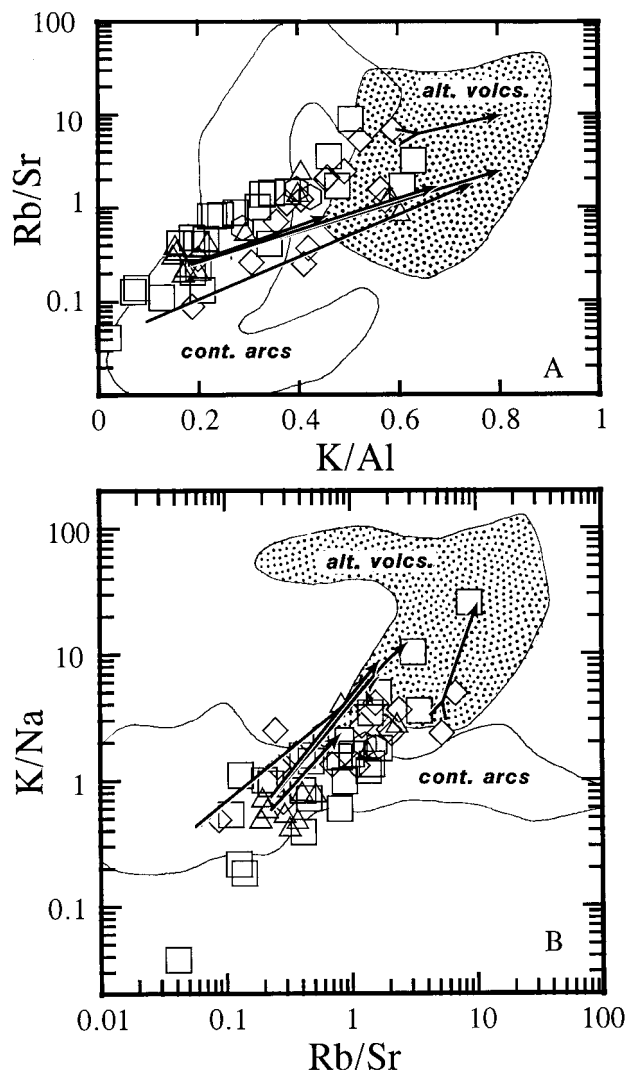 100
10
1
0.1
Rb/Sr
alt. volcs.
cont. arcs
A
0 0.2 0.4 0.6 0.8 1
K/Al
100
10
1
0.1
K/Na
alt. volcs.
cont. arcs
B
0.01 0.1 1 10 100
Rb/Sr